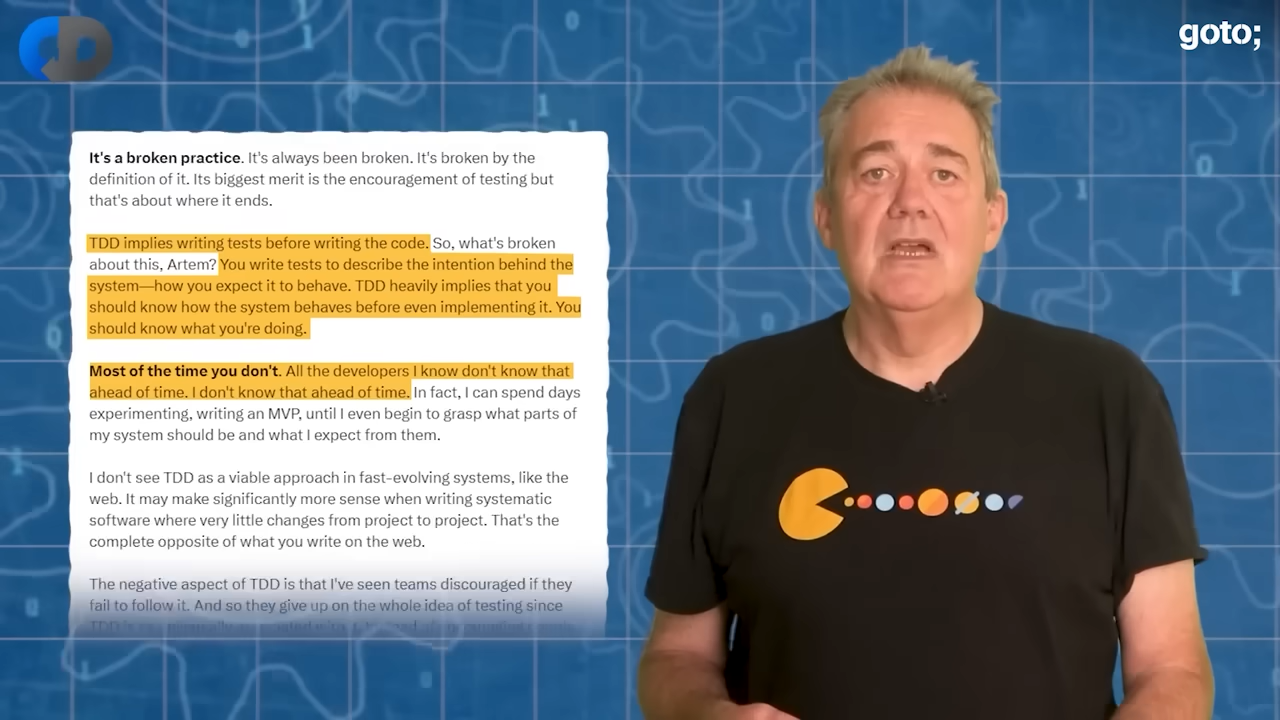 CD
goto;
It's a broken practice. It's always been broken. It's broken by the
definition of it. Its biggest merit is the encouragement of testing but
that's about where it ends.
TDD implies writing tests before writing the code. So, what's broken
about this, Artem? You write tests to describe the intention behind the
system—how you expect it to behave. TDD heavily implies that you
should know how the system behaves before even implementing it. You
should know what you're doing.
Most of the time you don't. All the developers I know don't know that
ahead of time. I don't know that ahead of time. In fact, I can spend days
experimenting, writing an MVP, until I even begin to grasp what parts of
my system should be and what I expect from them.
I don't see TDD as a viable approach in fast-evolving systems, like the
web. It may make significantly more sense when writing systematic
software where very little changes from project to project. That's the
complete opposite of what you write on the web.
The negative aspect of TDD is that I've seen teams discouraged if they
fail to follow it. And so they give up on the whole idea of testing since